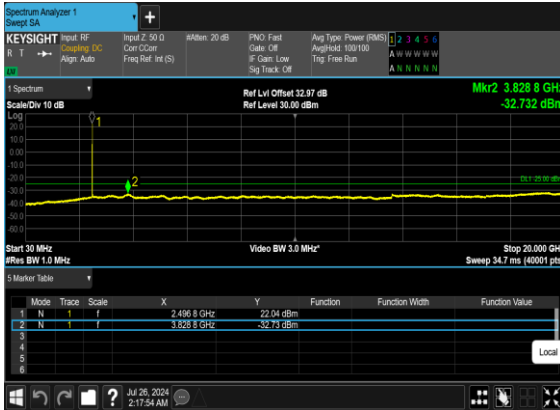 Spectrum Analyzer 1
Swept SA
+
KEYSIGHT Input: RF Input Z: 50 Ω #Atten: 20 dB PNO: Fast Avg Type: Power (RMS) 1 2 3 4 5 6
R T Coupling: DC Corr CCorr Gate: Off Avg|Hold: 100/100 A W W W W W
Align: Auto Freq Ref: Int (S) IF Gain: Low Trig: Free Run
Sig Track: Off A N N N N N
1 Spectrum
Ref Lvl Offset 32.97 dB
Mkr2 3.828 8 GHz
Scale/Div 10 dB Ref Level 30.00 dBm -32.732 dBm
Log
1
20.0
10.0
0.00
-10.0
-20.0
DL1 -25.00 dBm
2
-30.0
-40.0
-50.0
-60.0
Start 30 MHz Video BW 3.0 MHz* Stop 20.000 GH
#Res BW 1.0 MHz Sweep 34.7 ms (40001 pts
5 Marker Table
Mode Trace Scale X Y Function Function Width Function Value
1 N 1 f 2.496 8 GHz 22.04 dBm
2 N 1 f 3.828 8 GHz -32.73 dBm
3
4
5
6
Local
? Jul 26, 2024
2:17:54 AM